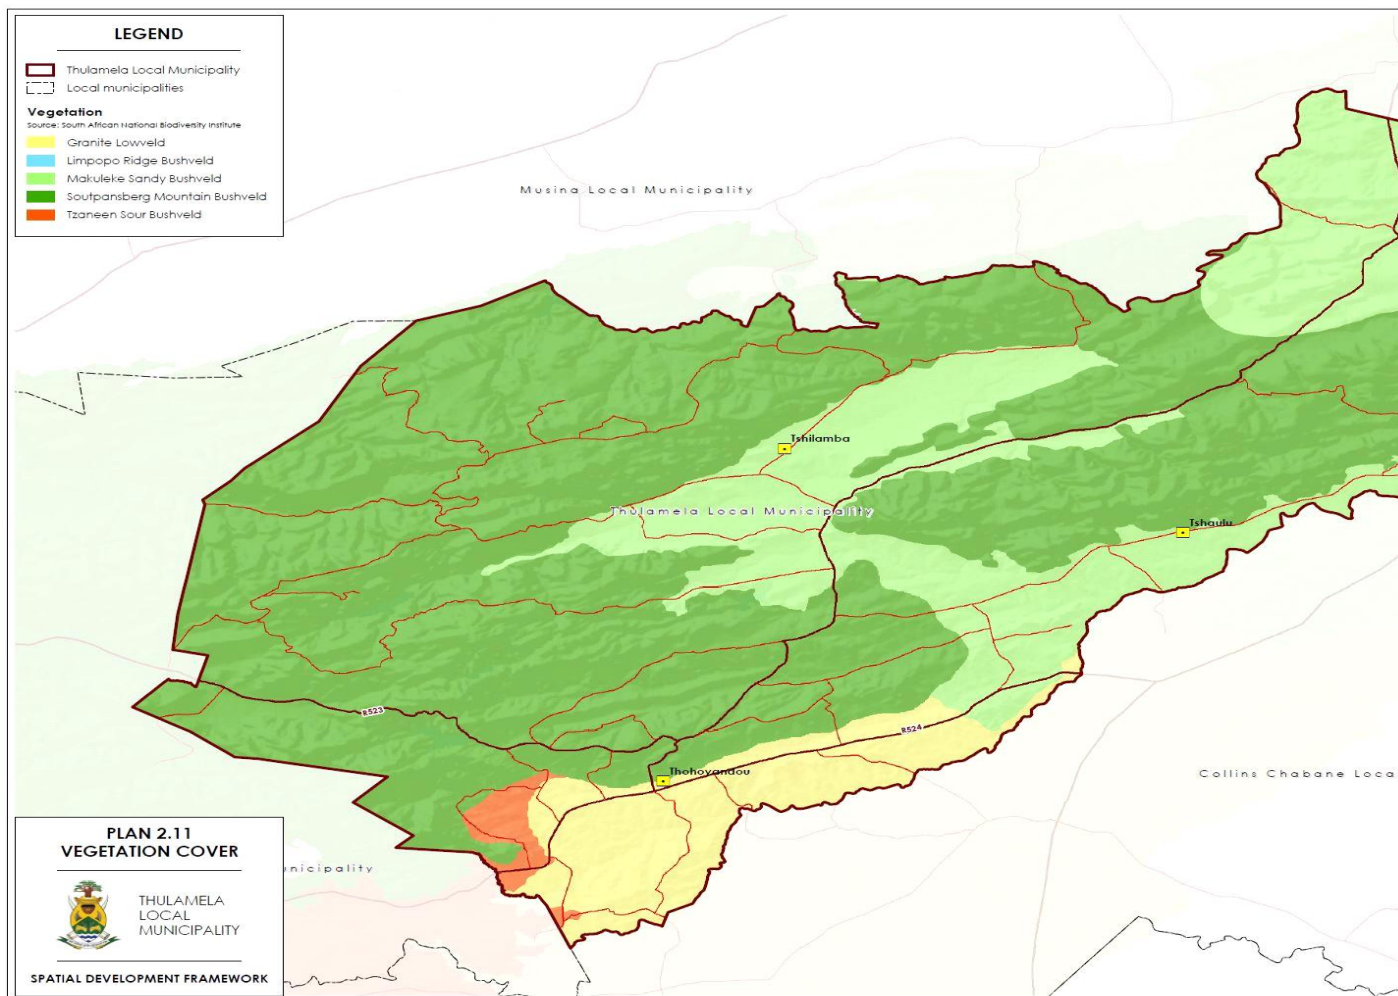 LEGEND
Thulamela Local Municipality
Local municipalities
Vegetation
Source: South African National Biodiversity Institute
Granite Lowveld
Limpopo Ridge Bushveld
Makuleke Sandy Bushveld
Soutpansberg Mountain Bushveld
Tzaneen Sour Bushveld
Musina Local Municipality
Tshilamba
Thulamela Local Municipality
Tshaulu
R523
R524
Thohoyandou
Collins Chabane Loca
unicipality
PLAN 2.11
VEGETATION COVER
THULAMELA
LOCAL
MUNICIPALITY
SPATIAL DEVELOPMENT FRAMEWORK